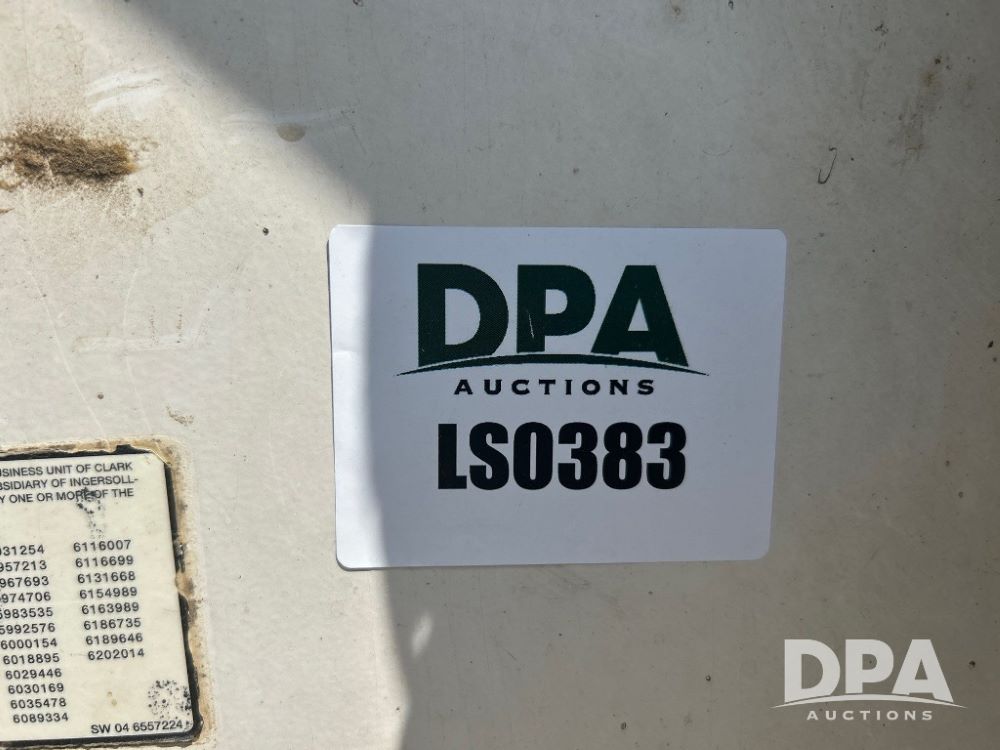 DPA
AUCTIONS
LS0383
USINESS UNIT OF CLARK
BSIDIARY OF INGERSOLL-
Y ONE OR MORE OF THE
031254 6116007
957213 6116699
967693 6131668
974706 6154989
5983535 6163989
5992576 6186735
6000154 6189646
6018895 6202014
6029446
6030169
6035478
6089334
SW 04 6557224
DPA
AUCTIONS